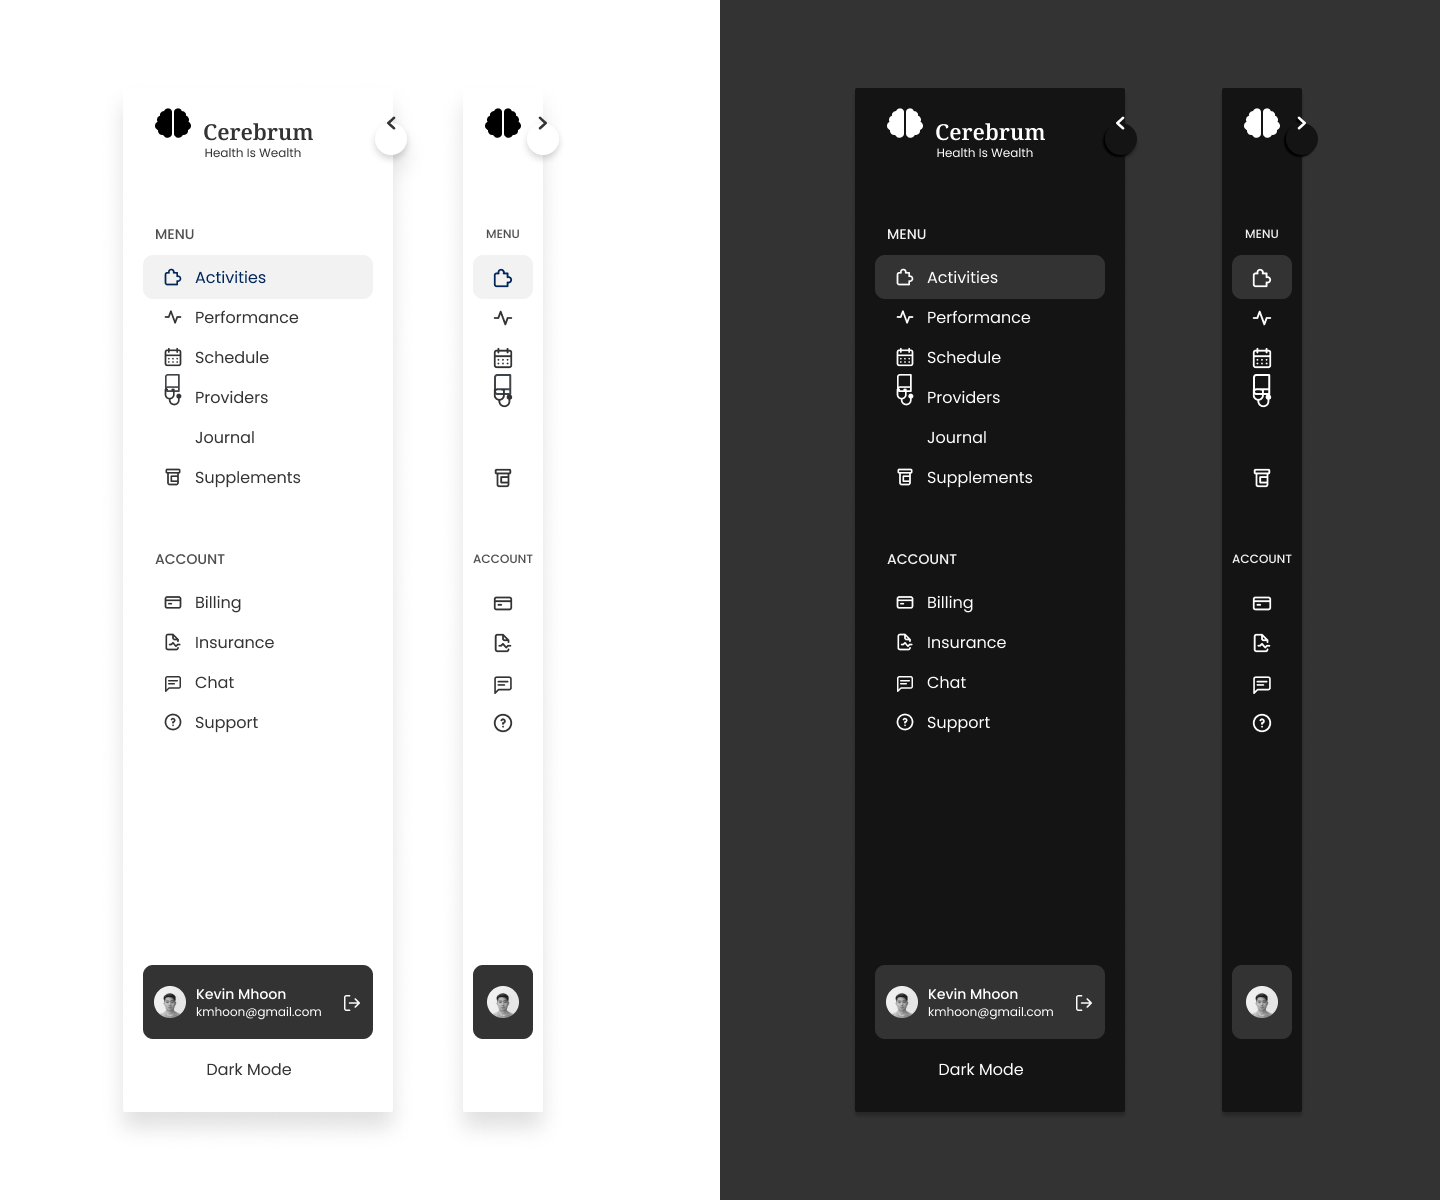 Cerebrum
Health Is Wealth
MENU
Activities
Performance
Schedule
Providers
Journal
Supplements
ACCOUNT
Billing
Insurance
Chat
Support
Kevin Mhoon
kmhoon@gmail.com
Dark Mode
MENU
ACCOUNT
Cerebrum
Health Is Wealth
MENU
Activities
Performance
Schedule
Providers
Journal
Supplements
ACCOUNT
Billing
Insurance
Chat
Support
Kevin Mhoon
kmhoon@gmail.com
Dark Mode
MENU
ACCOUNT